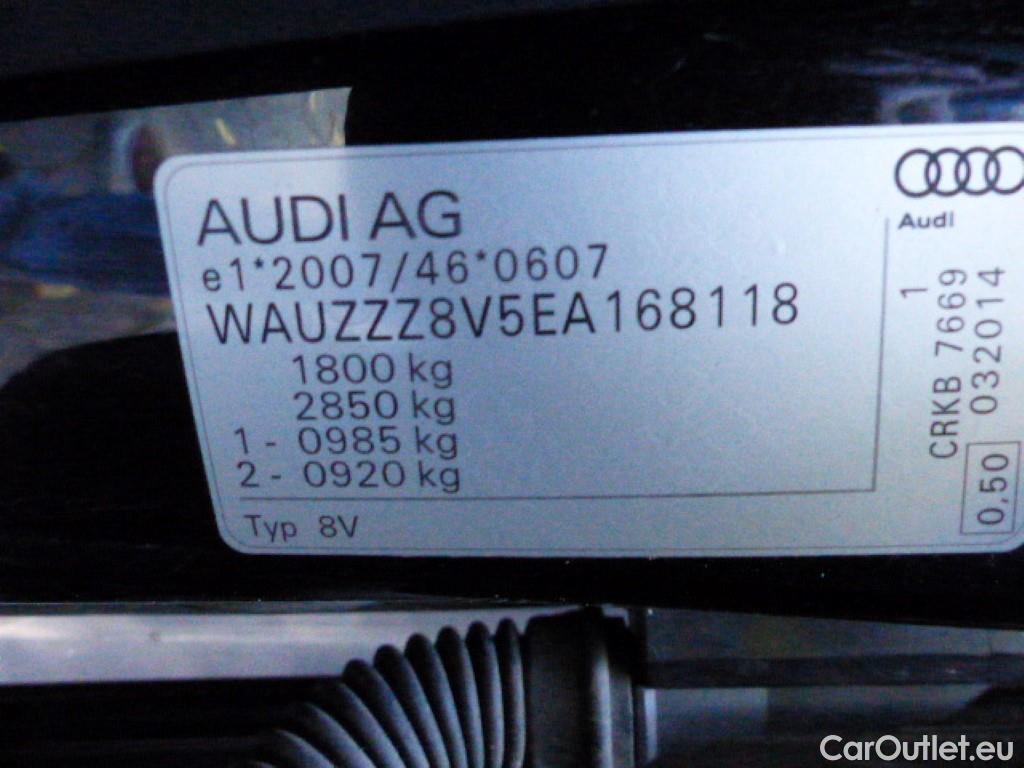 AUDI AG
e1*2007/46*0607
WAUZZZ8V5EA168118
1800 kg
2850 kg
1 - 0985 kg
2 - 0920 kg
Typ 8V
Audi
1
CRKB 7669
032014
0,50
CarOutlet.eu